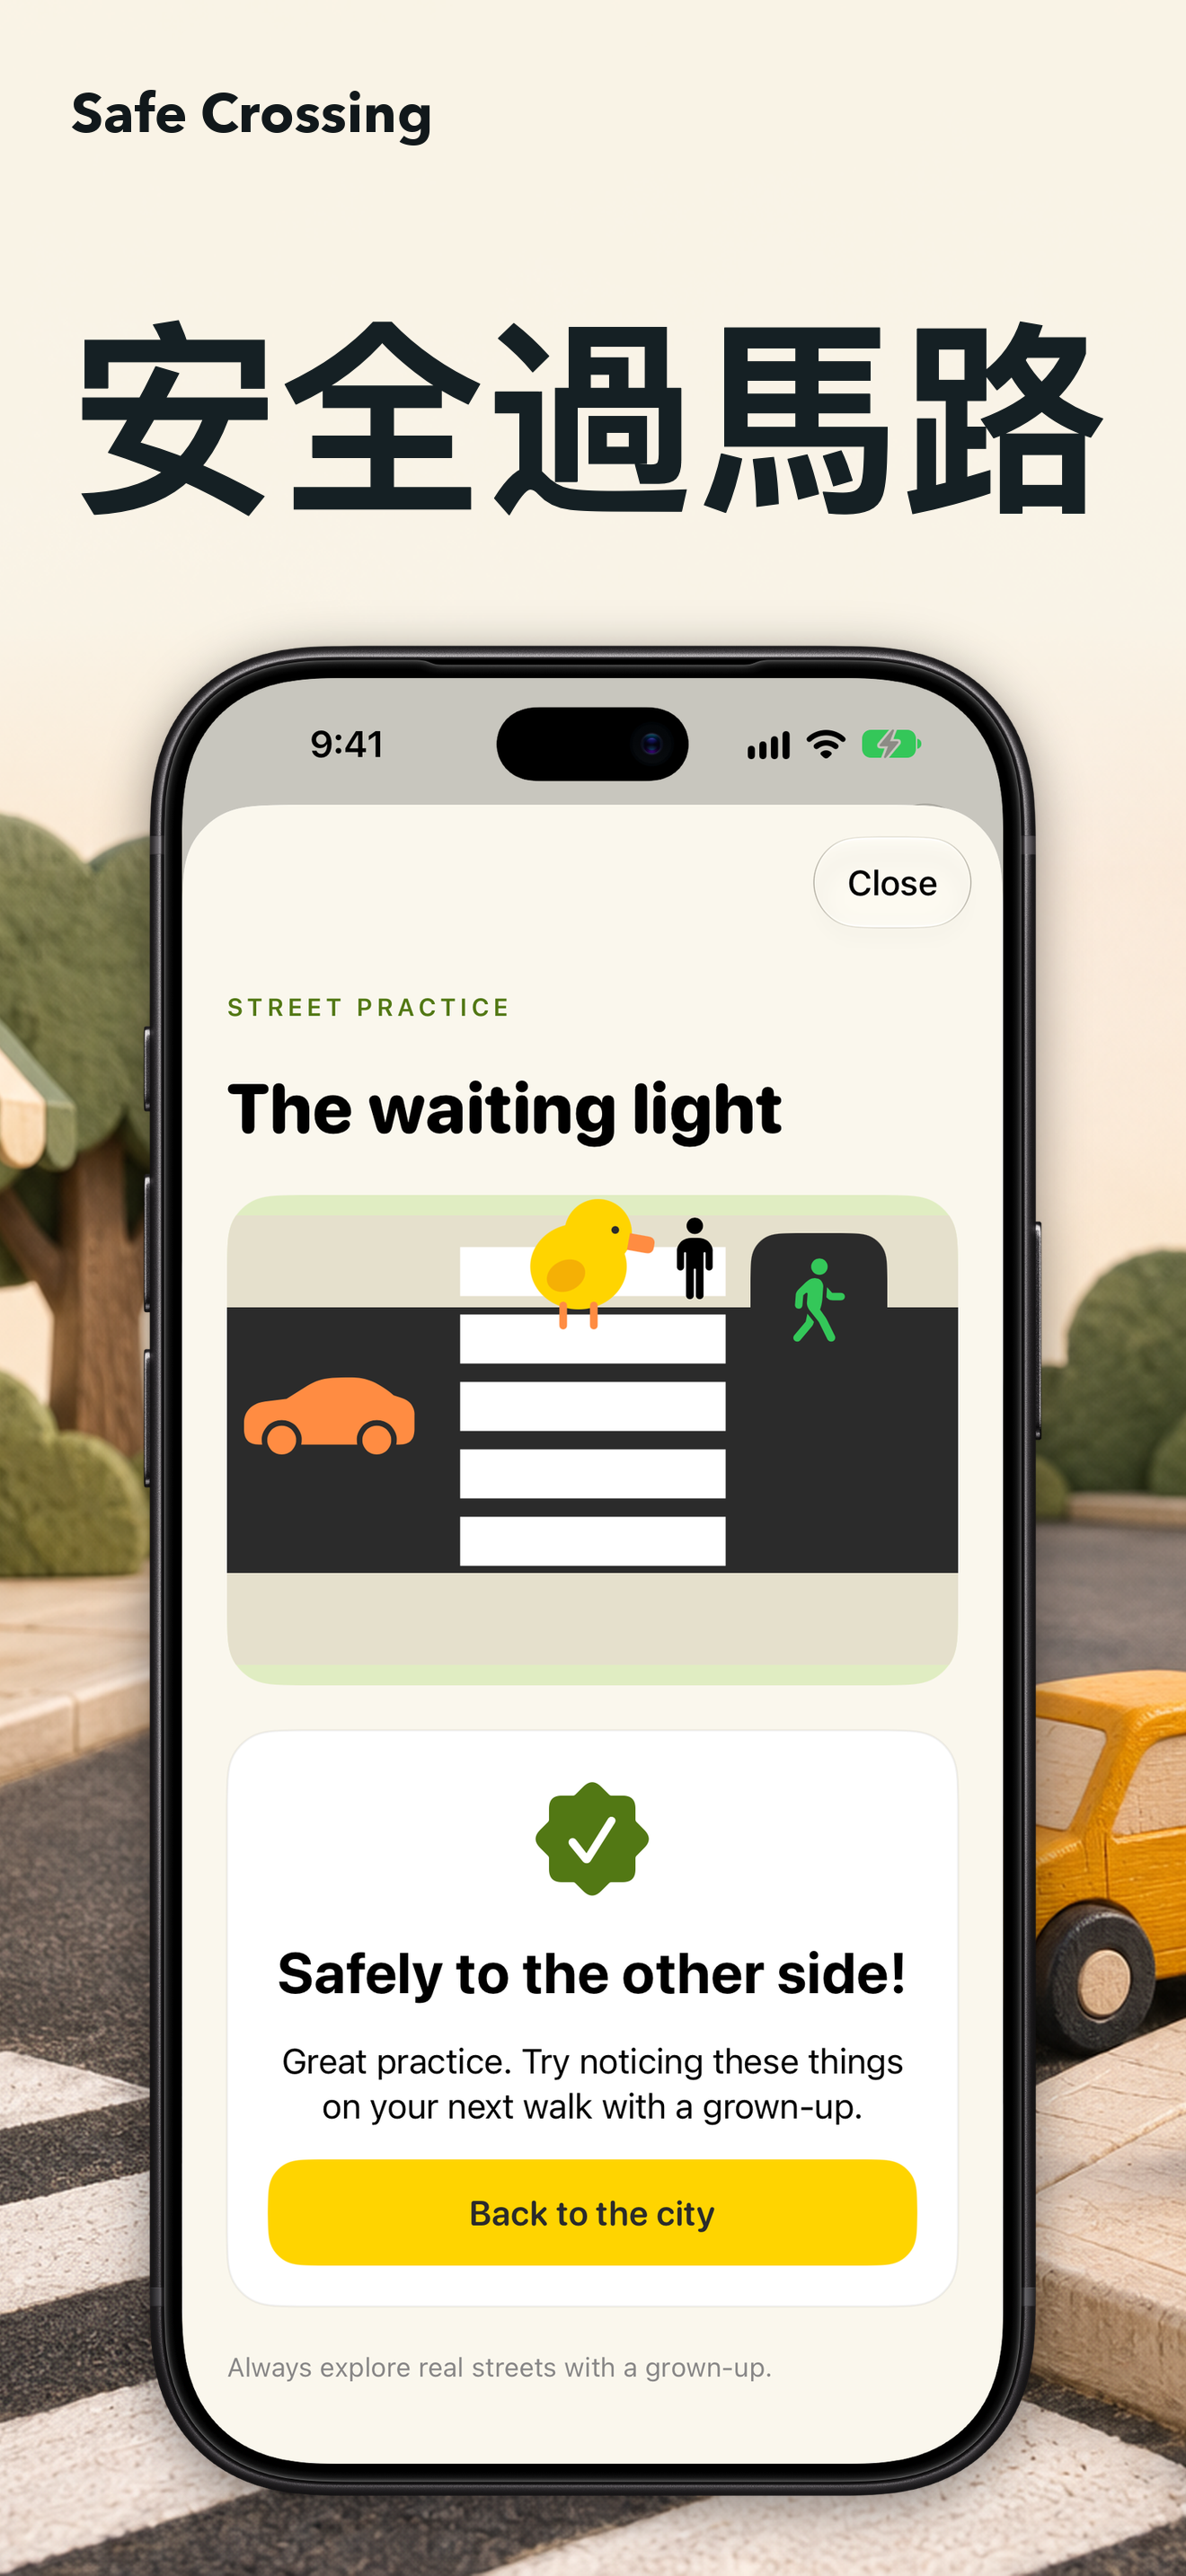 Safe Crossing
安全過馬路
9:41
Close
STREET PRACTICE
The waiting light
Safely to the other side!
Great practice. Try noticing these things
on your next walk with a grown-up.
Back to the city
Always explore real streets with a grown-up.